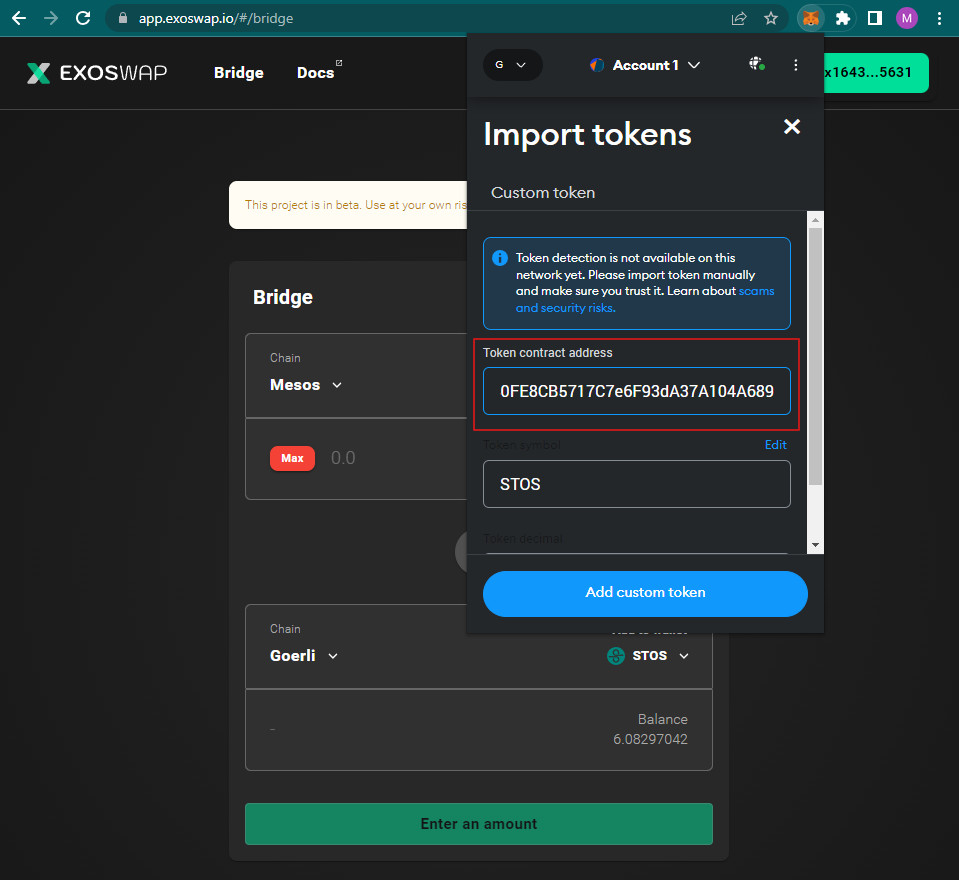 app.exoswap.io/#/bridge
M
EXOSWAP
Bridge
Docs
G
Account 1
x1643...5631
Import tokens
Custom token
This project is in beta. Use at your own ris
Token detection is not available on this
network yet. Please import token manually
and make sure you trust it. Learn about scams
and security risks.
Token contract address
0FE8CB5717C7e6F93dA37A104A689
Token symbol
Edit
STOS
Token decimal
Add custom token
Bridge
Chain
Mesos
Max
0.0
Chain
Goerli
STOS
-
Balance
6.08297042
Enter an amount